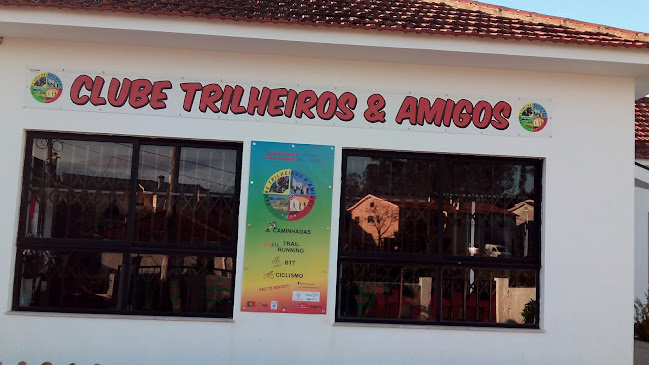 CLUBE TRILHEIROS & AMIGOS
CAMINHADAS
TRAIL
RUNNING
BTT
CICLISMO